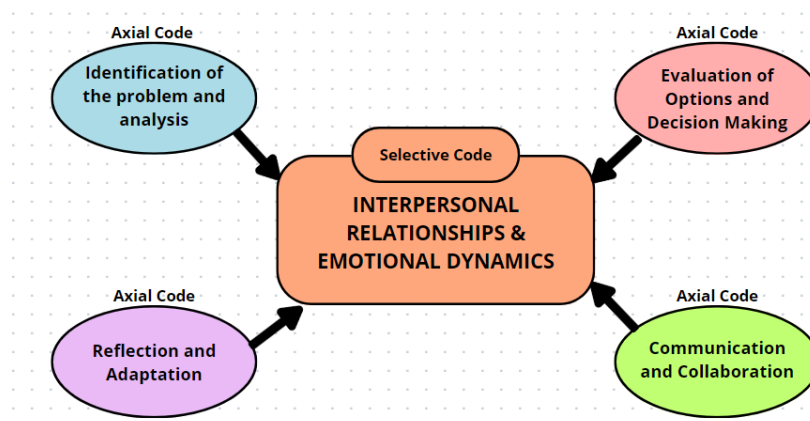 Axial Code
Identification of
the problem and
analysis
Axial Code
Evaluation of
Options and
Decision Making
Selective Code
INTERPERSONAL
RELATIONSHIPS &
EMOTIONAL DYNAMICS
Axial Code
Reflection and
Adaptation
Axial Code
Communication
and Collaboration